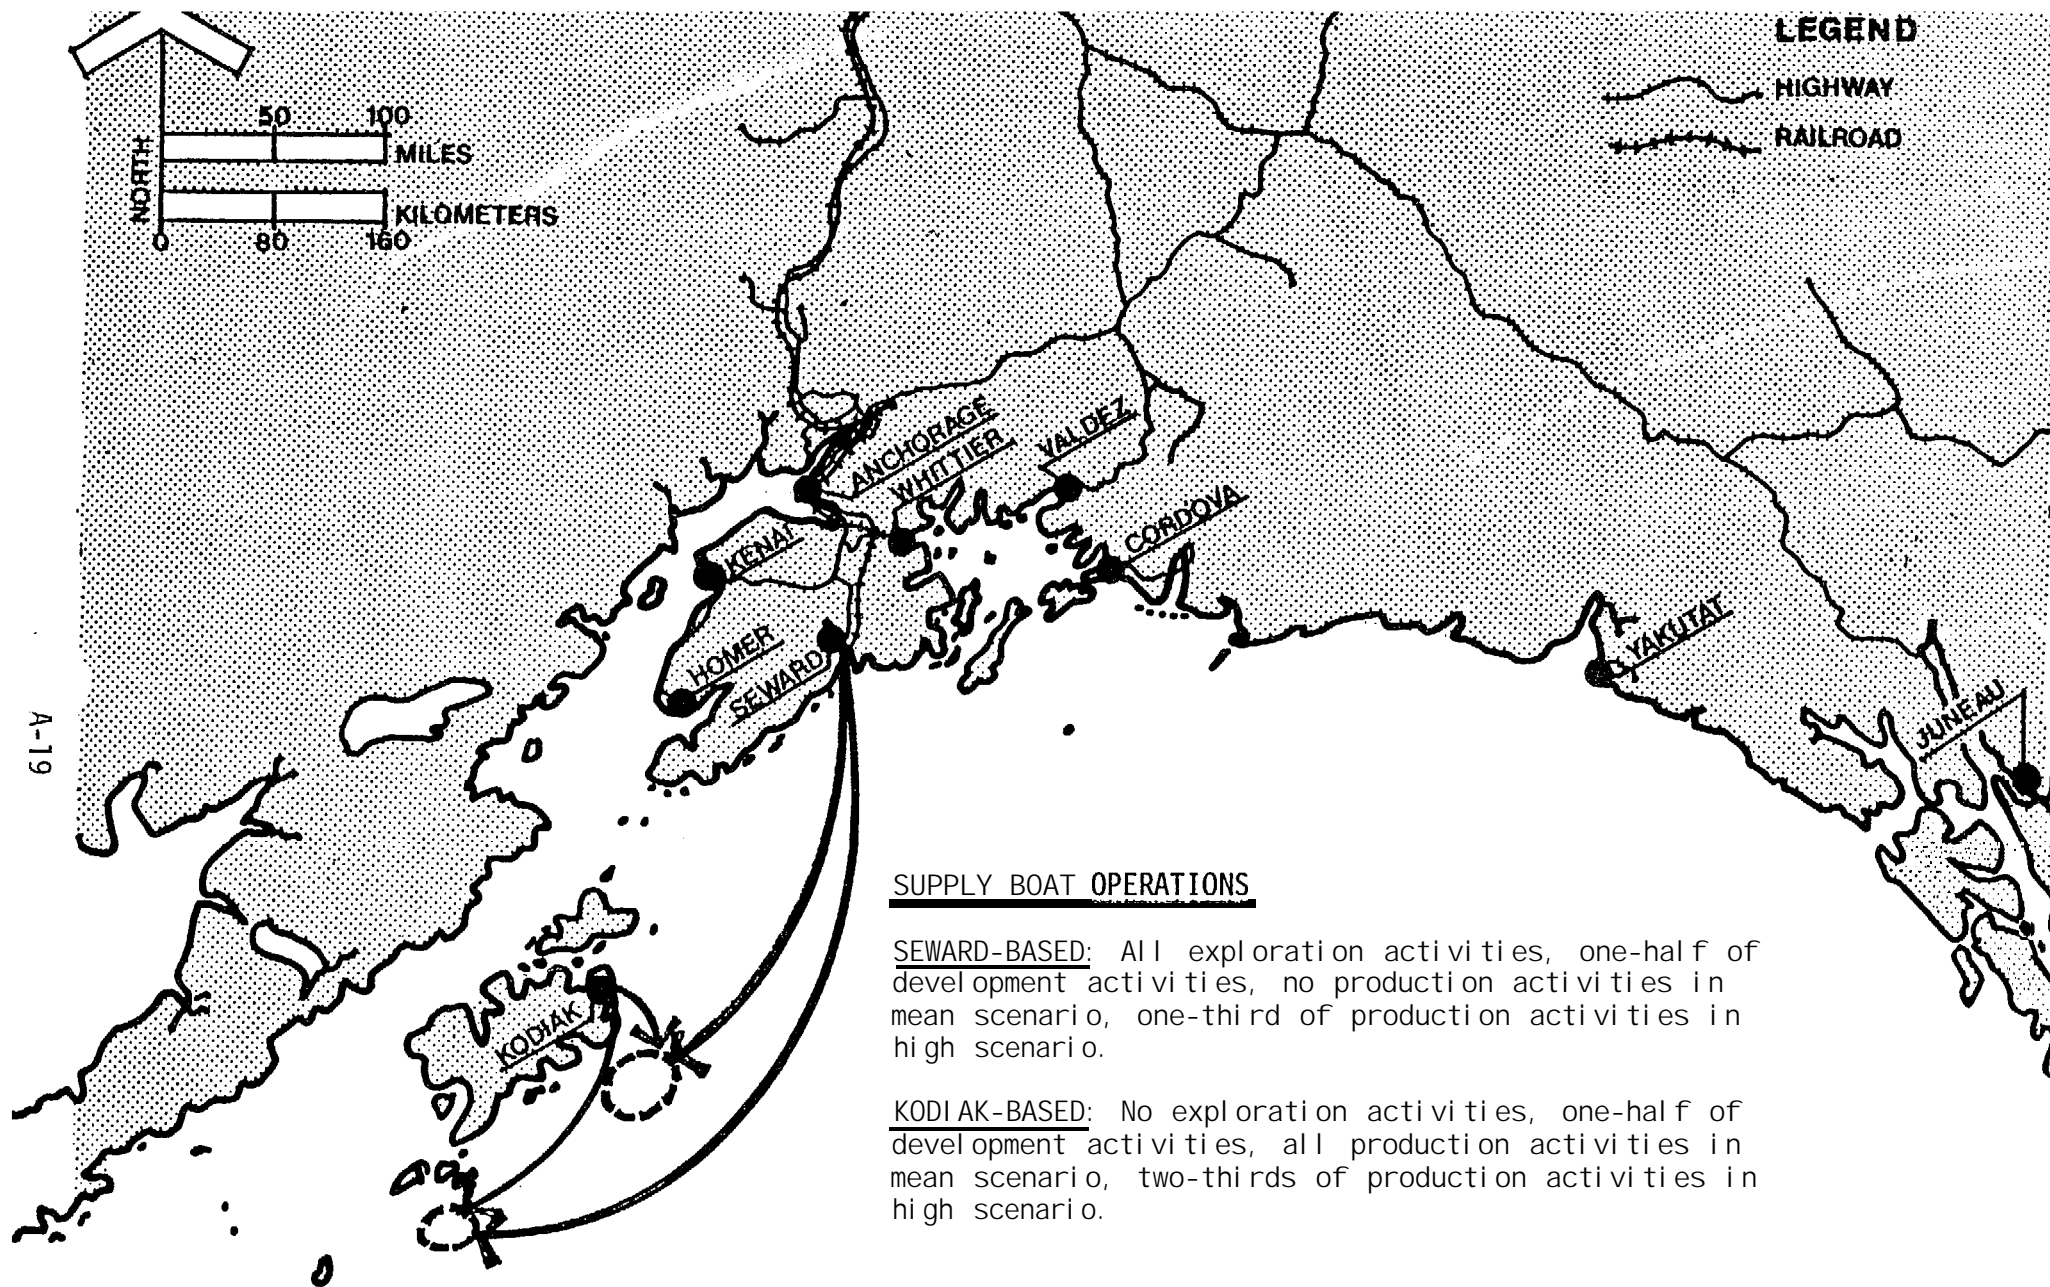 LEGEND
HIGHWAY
RAILROAD
50 100
MILES
KILOMETERS
0 80 160
NORTH
ANCHORAGE
WHITTIER
VALDEZ
CORDOVA
KENAI
HOMER
SEWARD
YAKUTAT
JUNEAU
KODIAK
A-19
SUPPLY BOAT OPERATIONS
SEWARD-BASED: All exploration activities, one-half of
development activities, no production activities in
mean scenario, one-third of production activities in
high scenario.
KODIAK-BASED: No exploration activities, one-half of
development activities, all production activities in
mean scenario, two-thirds of production activities in
high scenario.